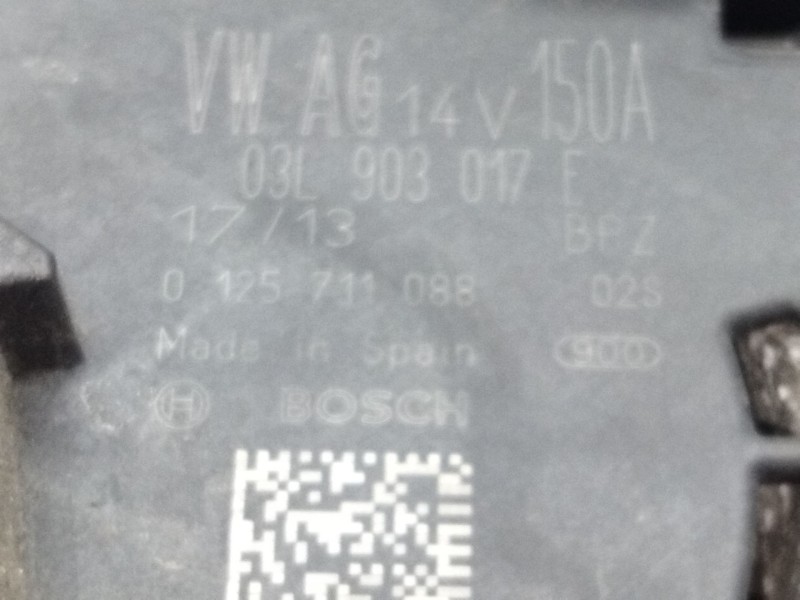 VW AG 14 V 150A
03L 903 017 E
17/13 BPZ
0 125 711 088 02S
Made in Spain 900
BOSCH